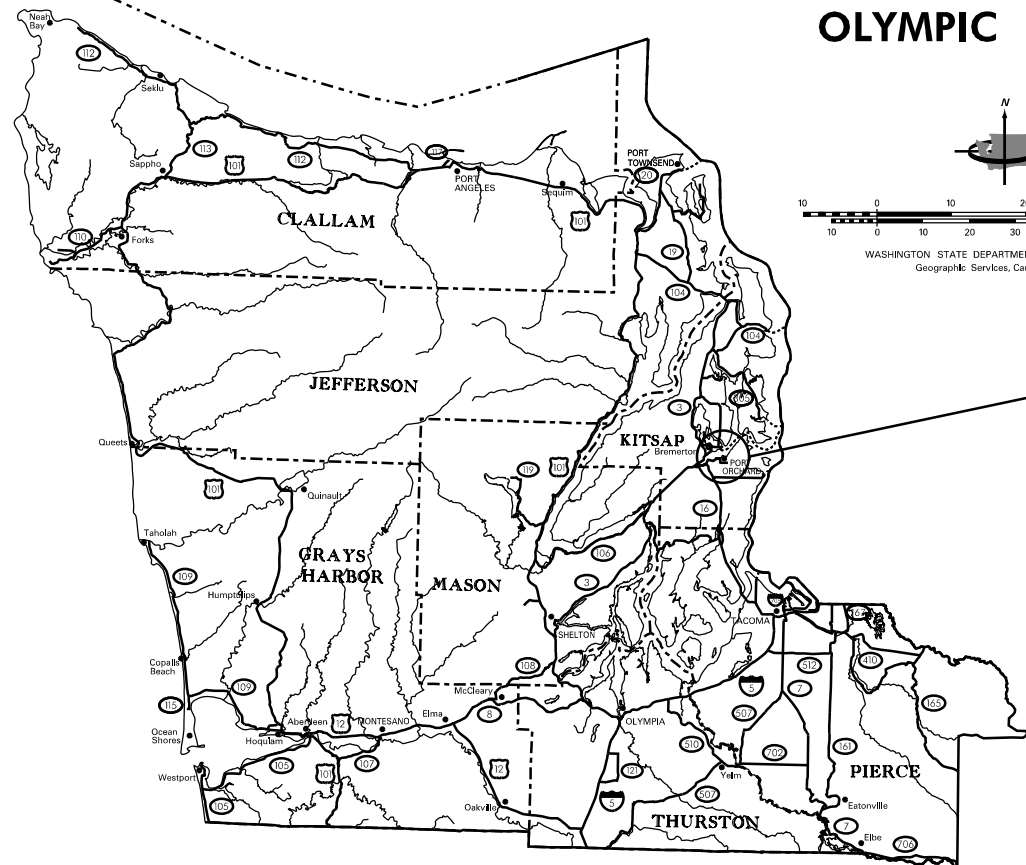 OLYMPIC
Neah
Bay
112
Seklu
N
113
101
112
117
PORT
ANGELES
PORT
TOWNSEND
20
Sappho
Sequim
101
10 0 10 20
10 0 10 20 30
WASHINGTON STATE DEPARTMEN
Geographic Services, Car
CLALLAM
110
Forks
19
104
104
JEFFERSON
305
3
KITSAP
Bremerton
PORT
ORCHARD
Queets
119
101
101
Quinault
16
Taholah
GRAYS
HARBOR
MASON
106
3
109
Humptulips
TACOMA
167
SHELTON
Copalis
Beach
109
108
McCleary
512
410
5
7
165
115
Ocean
Shores
Aberdeen
Hoquiam
12
MONTESANO
Elma
8
OLYMPIA
507
510
702
161
Westport
105
101
107
12
121
Yelm
PIERCE
105
Oakville
5
507
THURSTON
Eatonville
7
Elbe
706